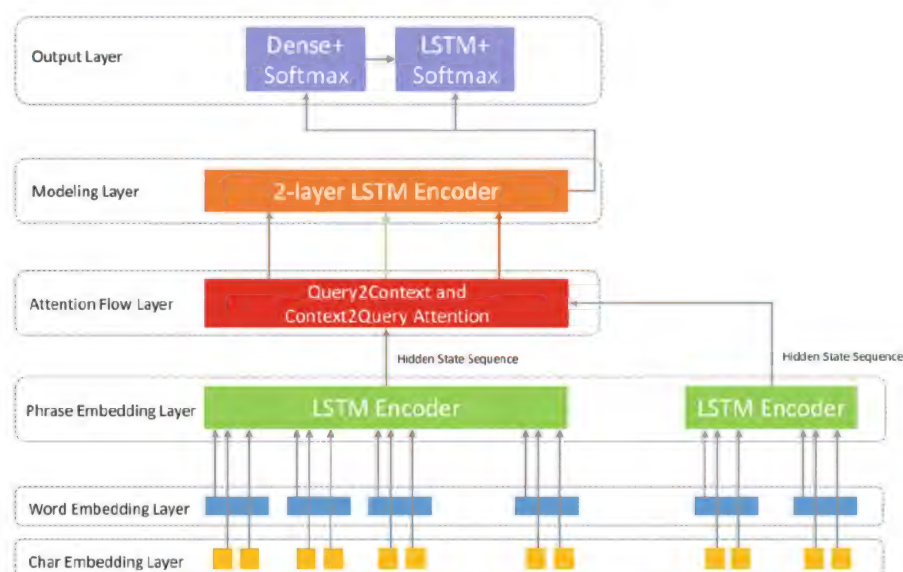 Output Layer
Dense+
Softmax
LSTM+
Softmax
Modeling Layer
2-layer LSTM Encoder
Attention Flow Layer
Query2Context and
Context2Query Attention
Hidden State Sequence
Hidden State Sequence
Phrase Embedding Layer
LSTM Encoder
LSTM Encoder
Word Embedding Layer
Char Embedding Layer